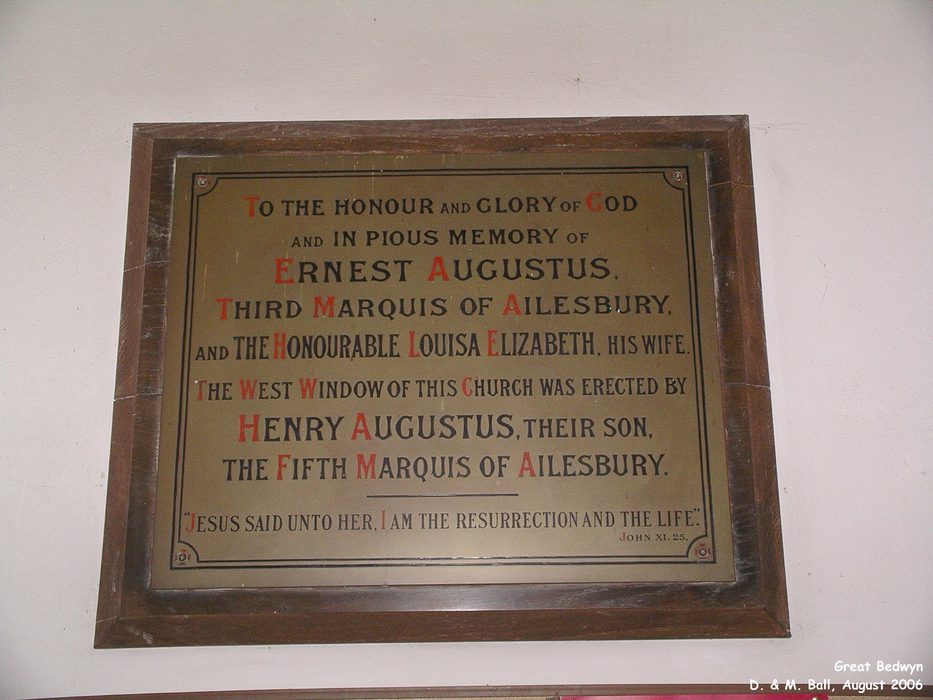 To the honour and glory of God
and in pious memory of
Ernest Augustus,
Third Marquis of Ailesbury,
and the Honourable Louisa Elizabeth, his wife.
The West Window of this Church was erected by
Henry Augustus, their son,
the Fifth Marquis of Ailesbury.
"Jesus said unto her, I am the resurrection and the life".
John XI. 25.
Great Bedwyn
D. & M. Ball, August 2006